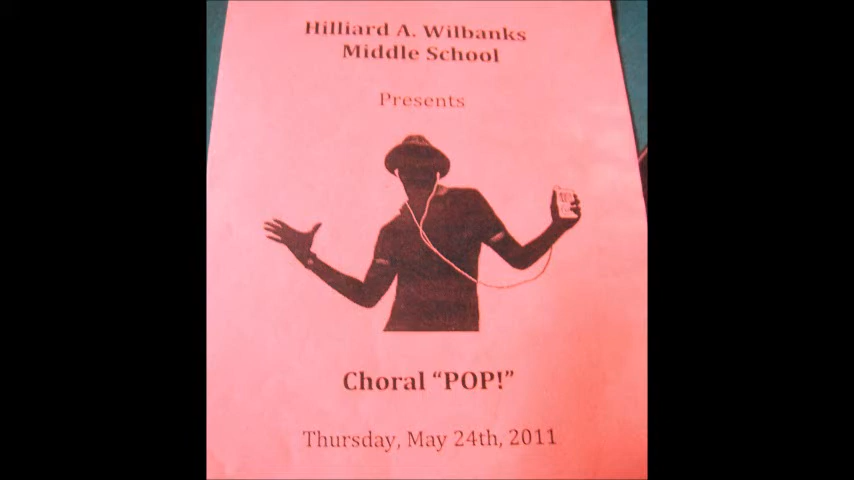 Hilliard A. Wilbanks
Middle School
Presents
Choral “POP!”
Thursday, May 24th, 2011